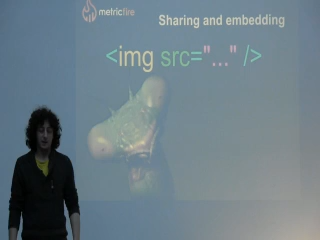 metricfire
Sharing and embedding
<img src="..." />